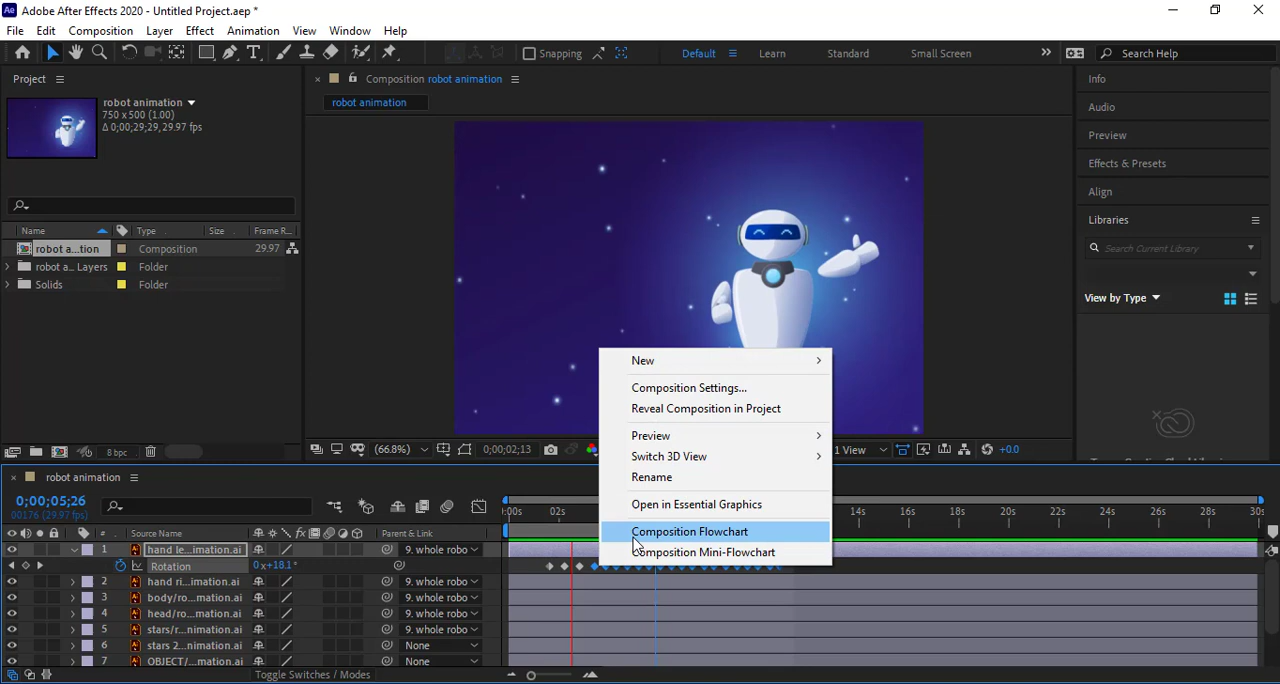 Adobe After Effects 2020 - Untitled Project.aep *
File Edit Composition Layer Effect Animation View Window Help
Snapping Default Learn Standard Small Screen Search Help
Project
robot animation
750 x 500 (1.00)
Δ 0;00;29;29, 29.97 fps
Name Type Size Frame R...
robot a...tion Composition 29.97
robot a... Layers Folder
Solids Folder
8 bpc
Composition robot animation
robot animation
(66.8%) 0;00;02;13 1 View +0.0
New
Composition Settings...
Reveal Composition in Project
Preview
Switch 3D View
Rename
Open in Essential Graphics
Composition Flowchart
Composition Mini-Flowchart
Info
Audio
Preview
Effects & Presets
Align
Libraries
Search Current Library
View by Type
robot animation
0;00;05;26
00176 (29.97 fps)
:00s 02s 14s 16s 18s 20s 22s 24s 26s 28s 30s
# Source Name Parent & Link
1 hand le...imation.ai 9. whole robo
Rotation 0x+18.1°
2 hand ri...imation.ai 9. whole robo
3 body/ro...mation.ai 9. whole robo
4 head/ro...mation.ai 9. whole robo
5 stars/r...nimation.ai 9. whole robo
6 stars 2...nimation.ai None
7 OBJECT/...mation.ai None
Toggle Switches / Modes